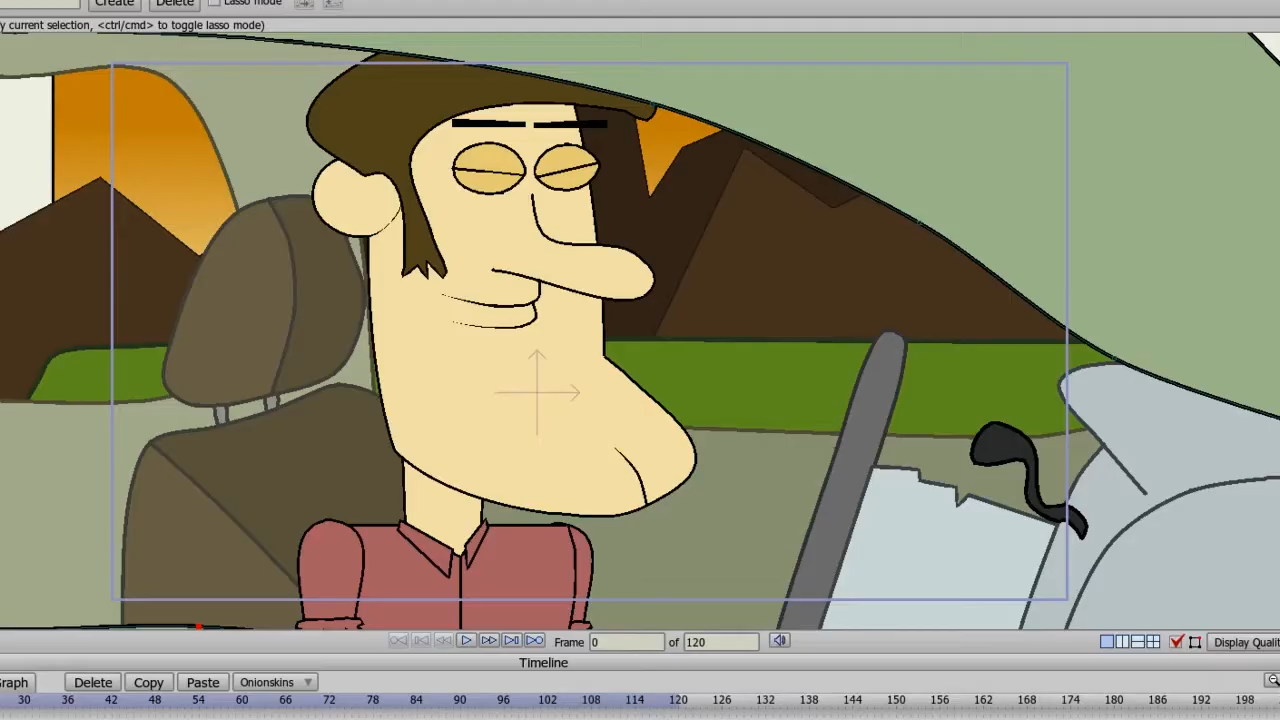 Create Delete Lasso mode
y current selection, <ctrl/cmd> to toggle lasso mode)
Frame 0 of 120 Display Qualit
Timeline
raph Delete Copy Paste Onionskins
30 36 42 48 54 60 66 72 78 84 90 96 102 108 114 120 126 132 138 144 150 156 162 168 174 180 186 192 198